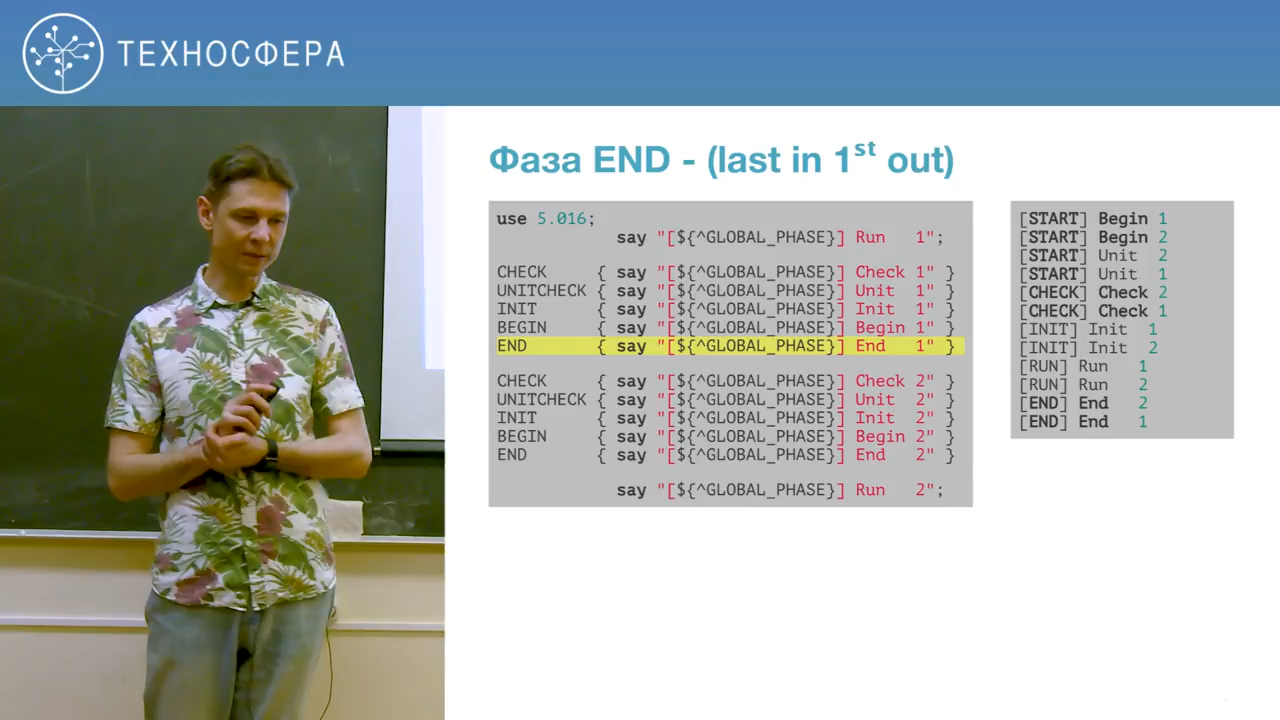 ТЕХНОСФЕРА
Фаза END - (last in 1st out)
use 5.016;
say "[${^GLOBAL_PHASE}] Run 1";
CHECK { say "[${^GLOBAL_PHASE}] Check 1" }
UNITCHECK { say "[${^GLOBAL_PHASE}] Unit 1" }
INIT { say "[${^GLOBAL_PHASE}] Init 1" }
BEGIN { say "[${^GLOBAL_PHASE}] Begin 1" }
END { say "[${^GLOBAL_PHASE}] End 1" }
CHECK { say "[${^GLOBAL_PHASE}] Check 2" }
UNITCHECK { say "[${^GLOBAL_PHASE}] Unit 2" }
INIT { say "[${^GLOBAL_PHASE}] Init 2" }
BEGIN { say "[${^GLOBAL_PHASE}] Begin 2" }
END { say "[${^GLOBAL_PHASE}] End 2" }
say "[${^GLOBAL_PHASE}] Run 2";
[START] Begin 1
[START] Begin 2
[START] Unit 2
[START] Unit 1
[CHECK] Check 2
[CHECK] Check 1
[INIT] Init 1
[INIT] Init 2
[RUN] Run 1
[RUN] Run 2
[END] End 2
[END] End 1